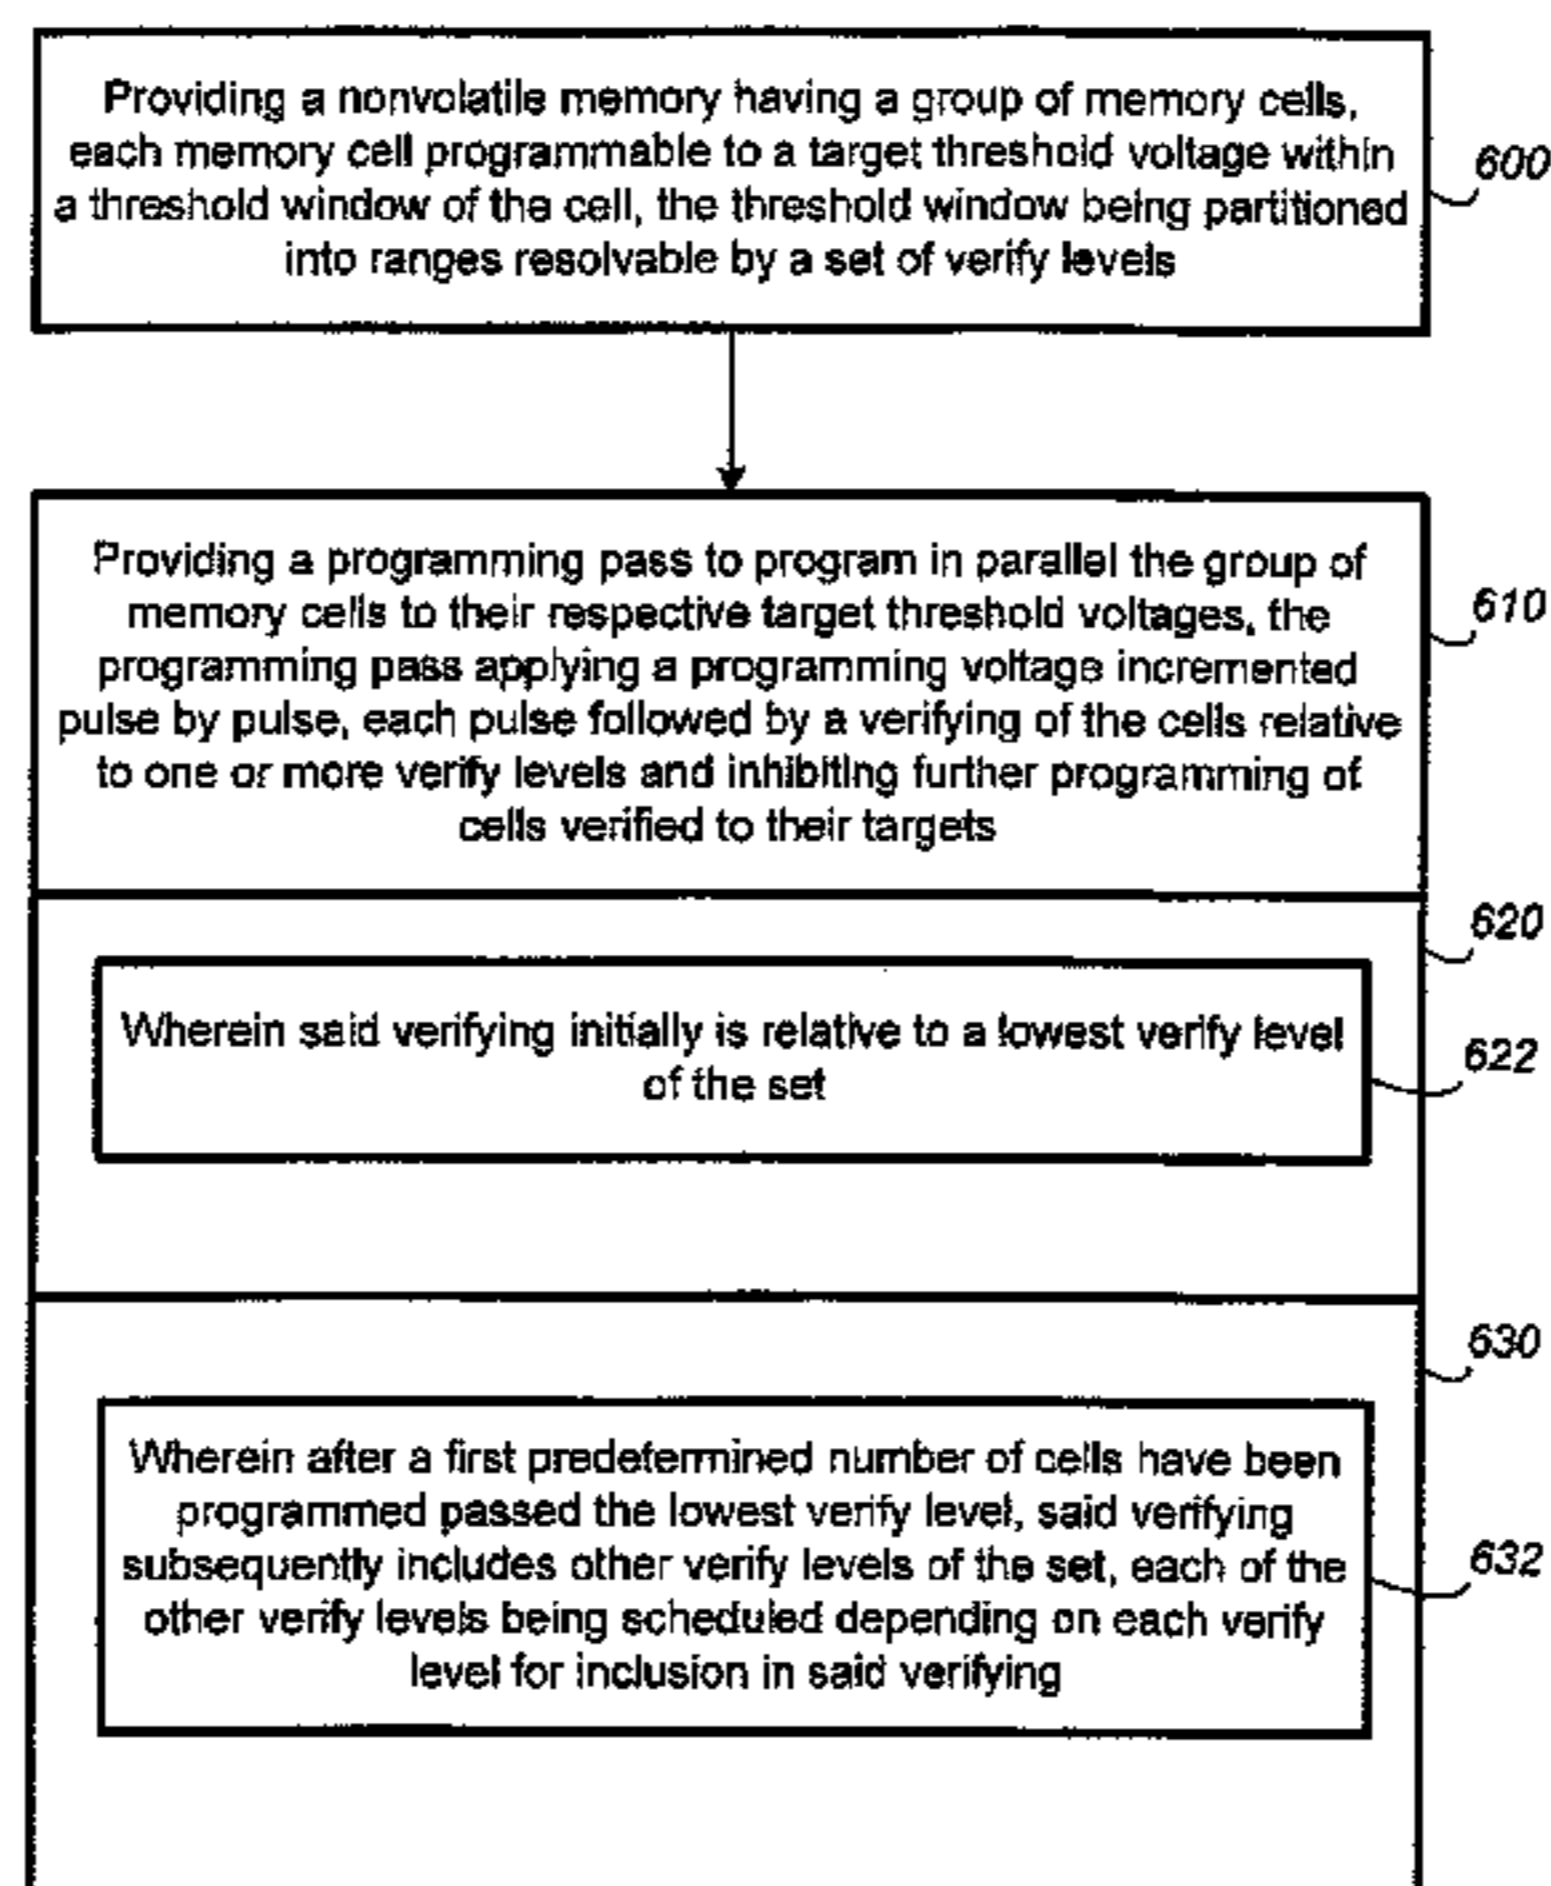 Providing a nonvolatile memory having a group of memory cells,
each memory cell programmable to a target threshold voltage within
a threshold window of the cell, the threshold window being partitioned
into ranges resolvable by a set of verify levels
600
Providing a programming pass to program in parallel the group of
memory cells to their respective target threshold voltages, the
programming pass applying a programming voltage incremented
pulse by pulse, each pulse followed by a verifying of the cells relative
to one or more verify levels and inhibiting further programming of
cells verified to their targets
610
620
Wherein said verifying initially is relative to a lowest verify level
of the set
622
630
Wherein after a first predetermined number of cells have been
programmed passed the lowest verify level, said verifying
subsequently includes other verify levels of the set, each of the
other verify levels being scheduled depending on each verify
level for inclusion in said verifying
632